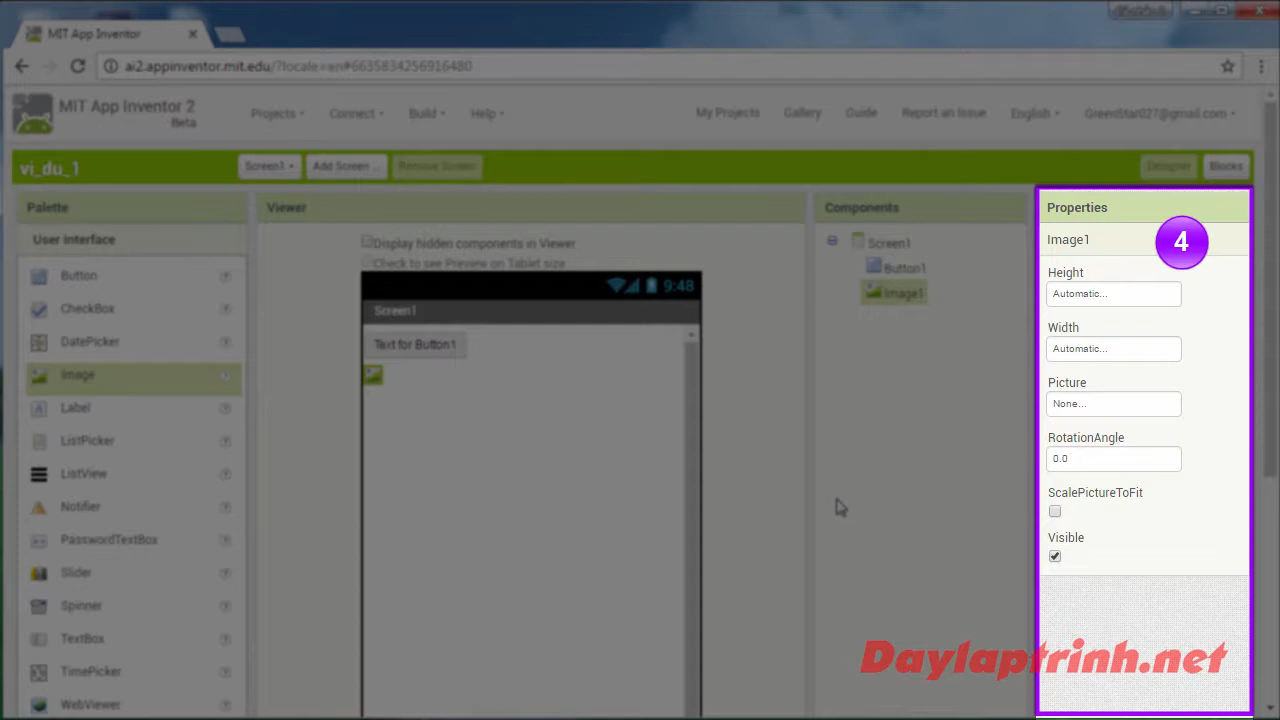 MIT App Inventor
ai2.appinventor.mit.edu/?locale=en#6635834256916480
MIT App Inventor 2
Beta
Projects
Connect
Build
Help
My Projects
Gallery
Guide
Report an Issue
English
GreenStar027@gmail.com
vi_du_1
Screen1
Add Screen ...
Remove Screen
Designer
Blocks
Palette
User Interface
Button
CheckBox
DatePicker
Image
Label
ListPicker
ListView
Notifier
PasswordTextBox
Slider
Spinner
TextBox
TimePicker
WebViewer
Viewer
Display hidden components in Viewer
Check to see Preview on Tablet size
9:48
Screen1
Text for Button1
Components
Screen1
Button1
Image1
Properties
4
Image1
Height
Automatic...
Width
Automatic...
Picture
None...
RotationAngle
0.0
ScalePictureToFit
Visible
Daylaptrinh.net